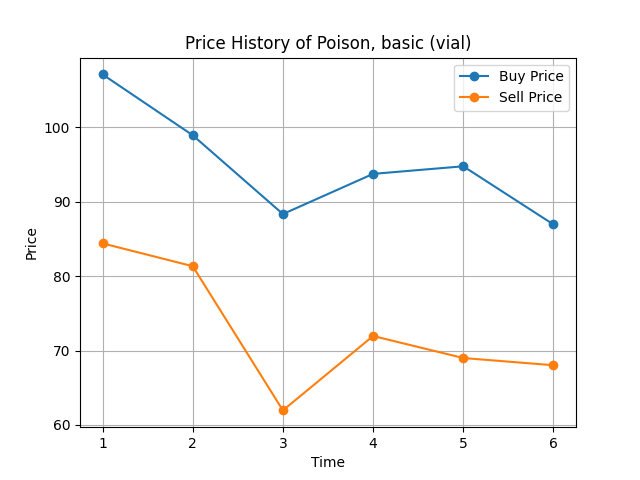 Price History of Poison, basic (vial)
Buy Price
Sell Price
100
90
80
70
60
Price
1 2 3 4 5 6
Time